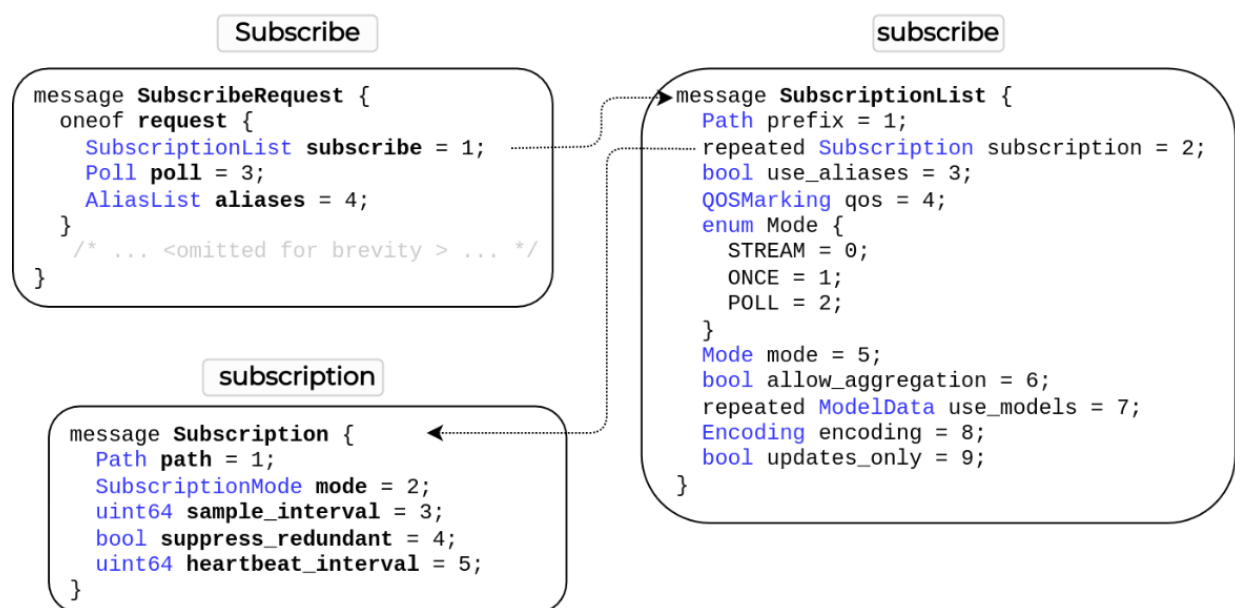 Subscribe
message SubscribeRequest {
oneof request {
SubscriptionList subscribe = 1;
Poll poll = 3;
AliasList aliases = 4;
}
/* ... <omitted for brevity > ... */
}
subscribe
message SubscriptionList {
Path prefix = 1;
repeated Subscription subscription = 2;
bool use_aliases = 3;
QOSMarking qos = 4;
enum Mode {
STREAM = 0;
ONCE = 1;
POLL = 2;
}
Mode mode = 5;
bool allow_aggregation = 6;
repeated ModelData use_models = 7;
Encoding encoding = 8;
bool updates_only = 9;
}
subscription
message Subscription {
Path path = 1;
SubscriptionMode mode = 2;
uint64 sample_interval = 3;
bool suppress_redundant = 4;
uint64 heartbeat_interval = 5;
}